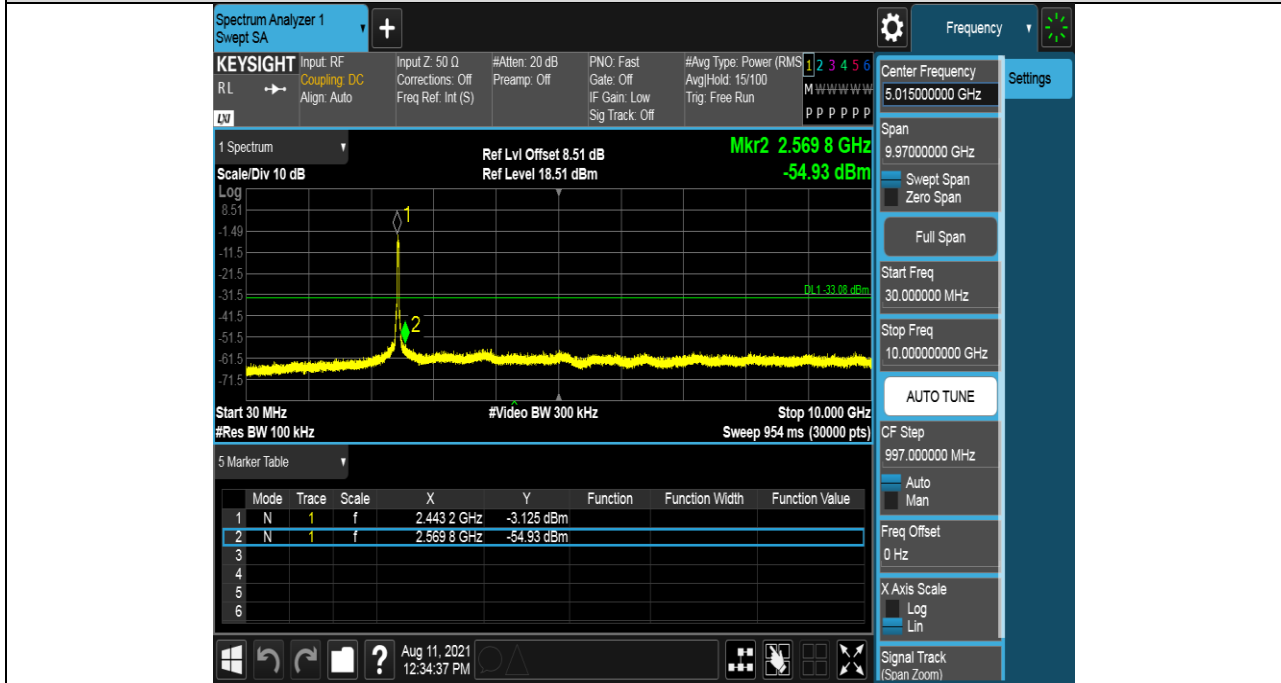 Spectrum Analyzer 1
Swept SA
+
Frequency
KEYSIGHT
RL
LXI
Input: RF
Coupling: DC
Align: Auto
Input Z: 50 Ω
Corrections: Off
Freq Ref: Int (S)
#Atten: 20 dB
Preamp: Off
PNO: Fast
Gate: Off
IF Gain: Low
Sig Track: Off
#Avg Type: Power (RMS
Avg|Hold: 15/100
Trig: Free Run
1 2 3 4 5 6
M W W W W W
P P P P P P
1 Spectrum
Scale/Div 10 dB
Ref Lvl Offset 8.51 dB
Ref Level 18.51 dBm
Mkr2 2.569 8 GHz
-54.93 dBm
Log
8.51
-1.49
-11.5
-21.5
-31.5
-41.5
-51.5
-61.5
-71.5
1
2
DL1 -33.08 dBm
Start 30 MHz
#Video BW 300 kHz
Stop 10.000 GHz
#Res BW 100 kHz
Sweep 954 ms (30000 pts)
5 Marker Table
Mode Trace Scale X Y Function Function Width Function Value
1 N 1 f 2.443 2 GHz -3.125 dBm
2 N 1 f 2.569 8 GHz -54.93 dBm
3
4
5
6
?
Aug 11, 2021
12:34:37 PM
Center Frequency
5.015000000 GHz
Settings
Span
9.97000000 GHz
Swept Span
Zero Span
Full Span
Start Freq
30.000000 MHz
Stop Freq
10.000000000 GHz
AUTO TUNE
CF Step
997.000000 MHz
Auto
Man
Freq Offset
0 Hz
X Axis Scale
Log
Lin
Signal Track
(Span Zoom)